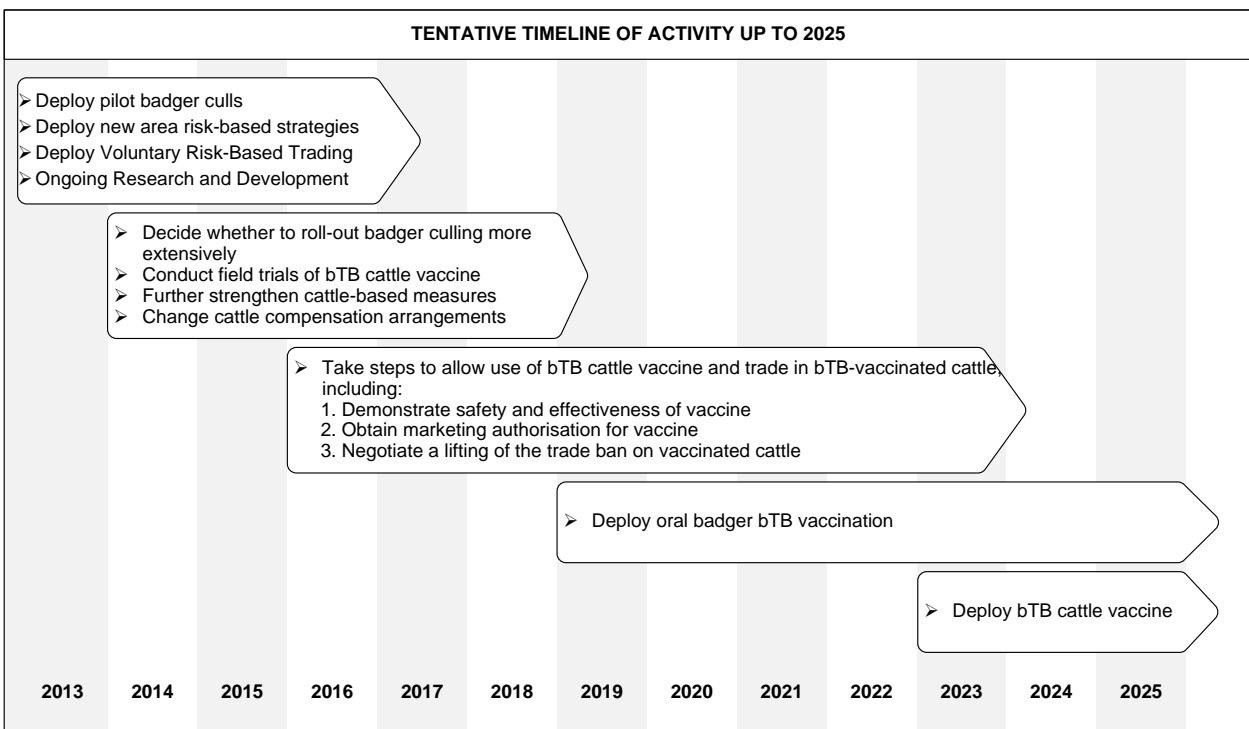 TENTATIVE TIMELINE OF ACTIVITY UP TO 2025
➢ Deploy pilot badger culls
➢ Deploy new area risk-based strategies
➢ Deploy Voluntary Risk-Based Trading
➢ Ongoing Research and Development
➢ Decide whether to roll-out badger culling more
extensively
➢ Conduct field trials of bTB cattle vaccine
➢ Further strengthen cattle-based measures
➢ Change cattle compensation arrangements
➢ Take steps to allow use of bTB cattle vaccine and trade in bTB-vaccinated cattle,
including:
1. Demonstrate safety and effectiveness of vaccine
2. Obtain marketing authorisation for vaccine
3. Negotiate a lifting of the trade ban on vaccinated cattle
➢ Deploy oral badger bTB vaccination
➢ Deploy bTB cattle vaccine
2013 2014 2015 2016 2017 2018 2019 2020 2021 2022 2023 2024 2025